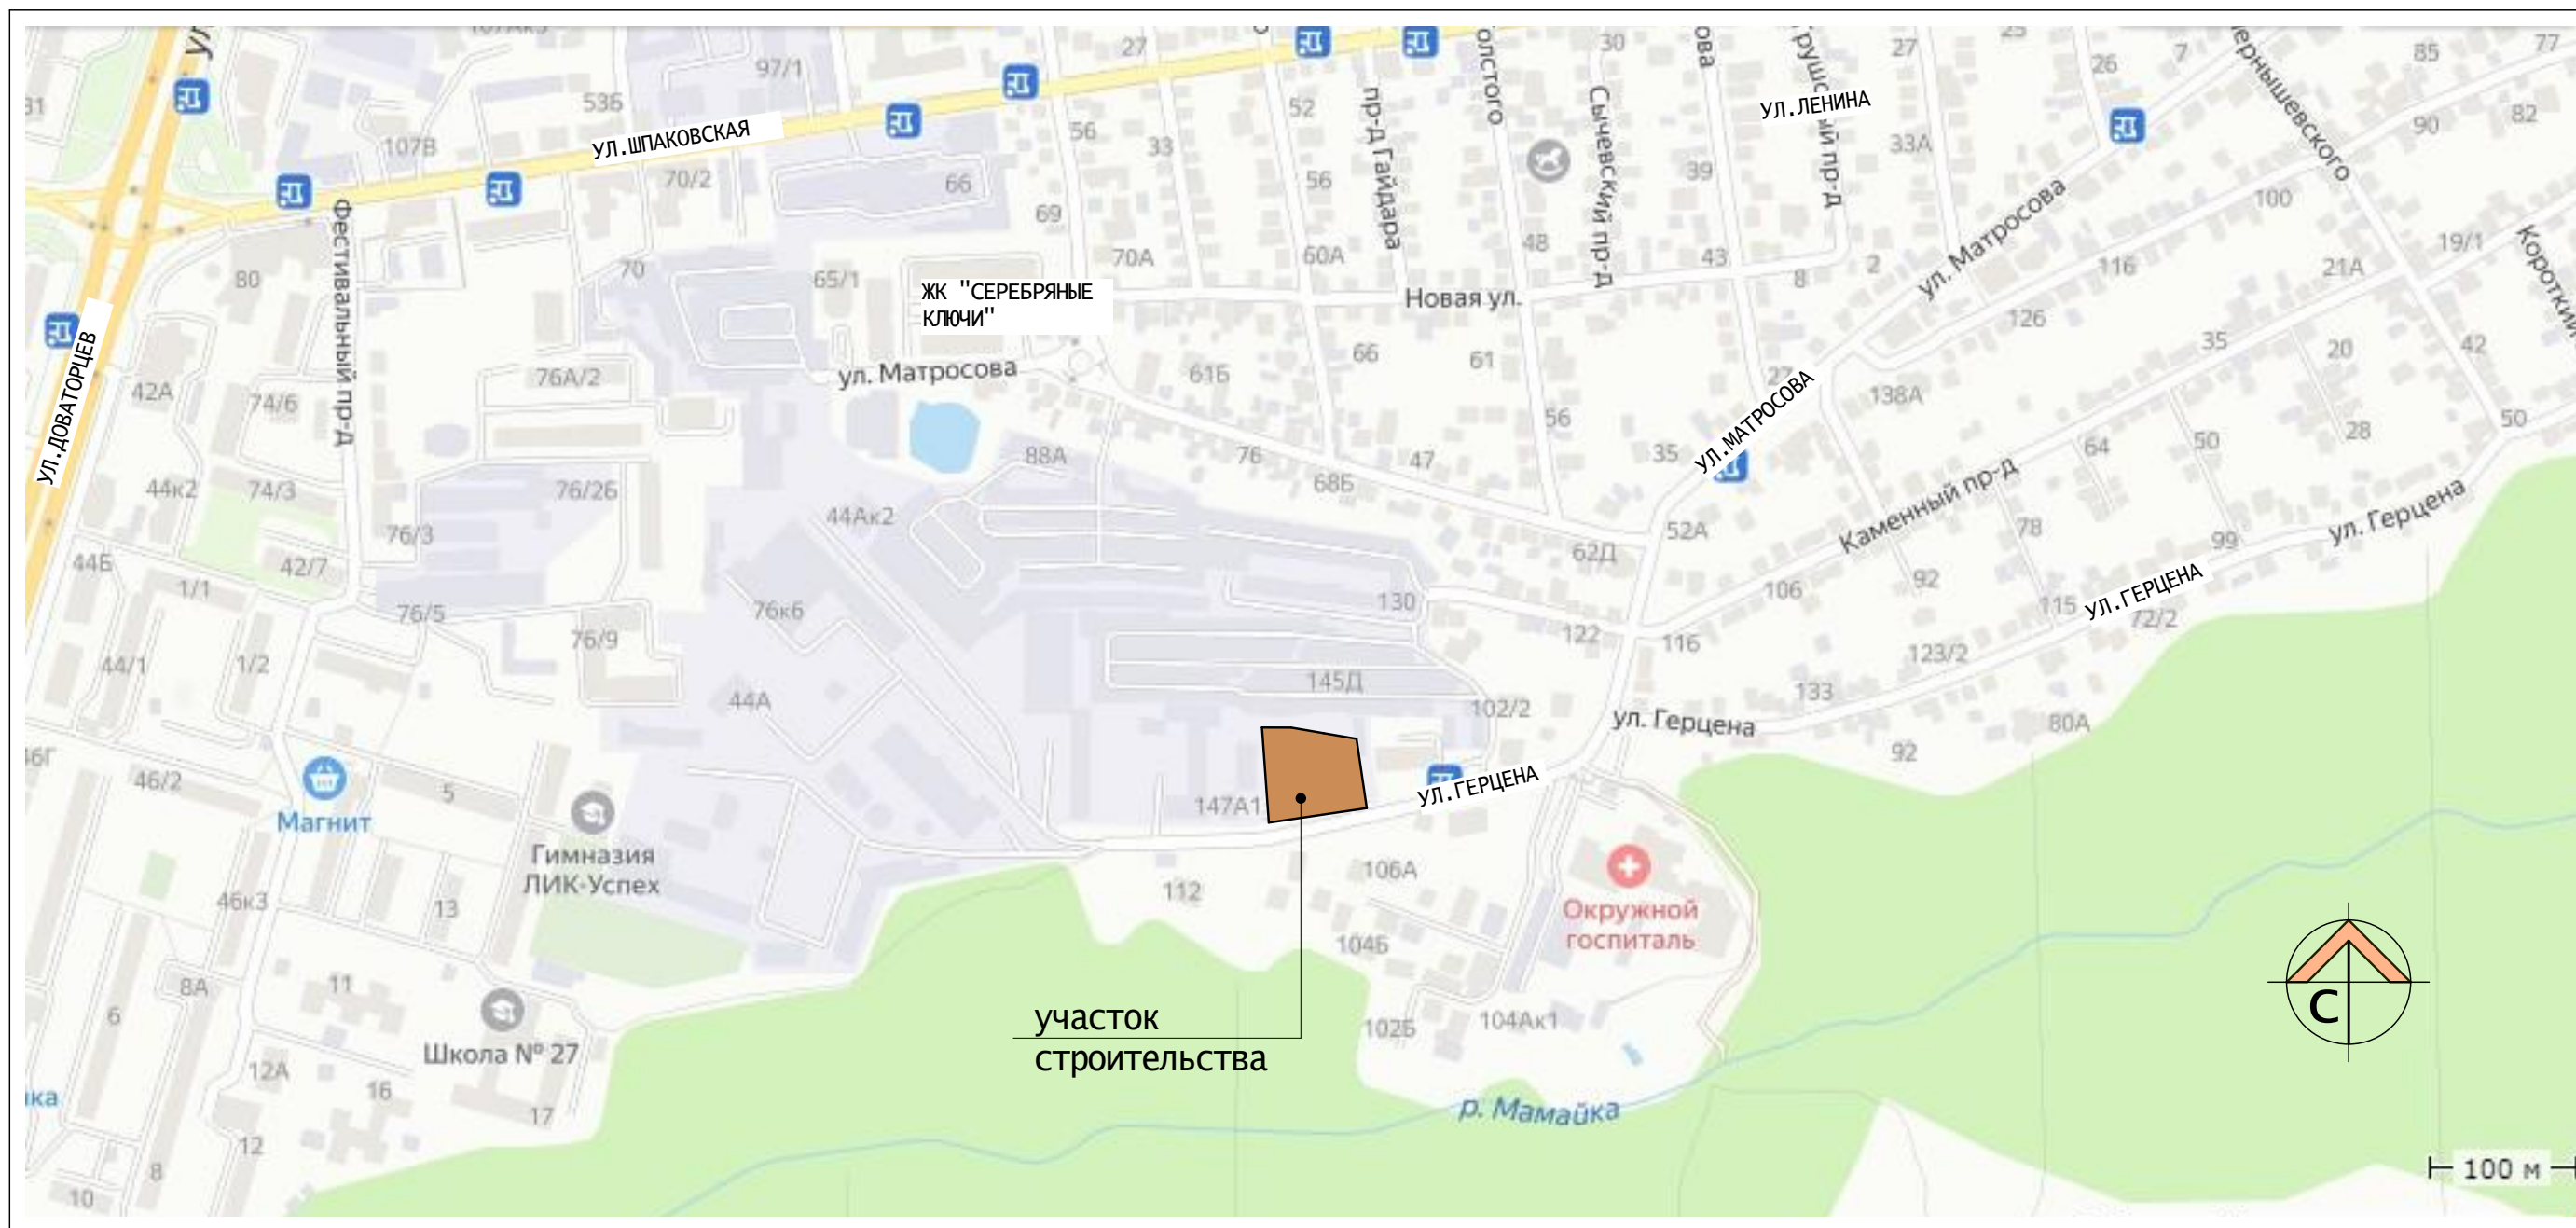 97/1
53Б
107В
УЛ.ШПАКОВСКАЯ
70/2
66
27
56
33
69
70А
52
56
60А
пр-д Гайдара
олстого
48
30
Сычевский пр-д
ова
39
43
УЛ.ЛЕНИНА
27
33А
8
2
25
26
7
ернышевского
85
77
90
82
100
19/1
21А
116
126
ул. Матросова
80
Фестивальный пр-д
70
65/1
ЖК "СЕРЕБРЯНЫЕ
КЛЮЧИ"
Новая ул.
УЛ.ДОВАТОРЦЕВ
42А
74/6
76А/2
ул. Матросова
61Б
66
61
56
27
УЛ.МАТРОСОВА
138А
35
20
42
50
28
50
64
44к2
74/3
76/2б
88А
76
68Б
47
35
44Ак2
76/3
52А
62Д
Каменный пр-д
78
99
ул. Герцена
44Б
42/7
1/1
76/5
76к6
130
106
92
115
УЛ.ГЕРЦЕНА
72/2
76/9
122
116
123/2
44/1
1/2
44А
145Д
102/2
133
ул. Герцена
80А
92
46Г
46/2
Магнит
5
147А1
УЛ.ГЕРЦЕНА
Гимназия
ЛИК-Успех
112
106А
46к3
13
Окружной
госпиталь
104Б
8А
11
6
участок
строительства
102Б
104Ак1
С
Школа № 27
12А
16
17
р. Мамайка
12
8
10
100 м